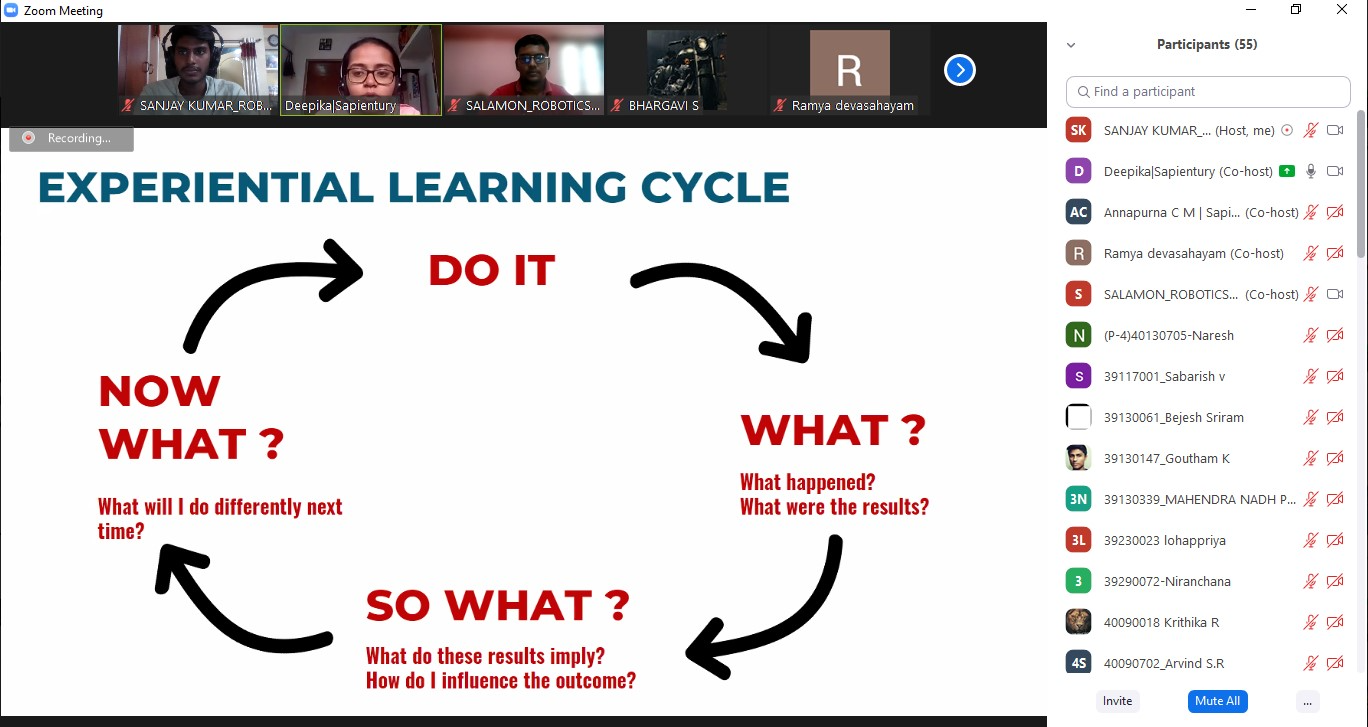 Zoom Meeting
SANJAY KUMAR_ROB...
Deepika|Sapientury
SALAMON_ROBOTICS...
BHARGAVI S
R
Ramya devasahayam
Recording...
EXPERIENTIAL LEARNING CYCLE
DO IT
WHAT ?
What happened?
What were the results?
SO WHAT ?
What do these results imply?
How do I influence the outcome?
NOW
WHAT ?
What will I do differently next
time?
Participants (55)
Find a participant
SK SANJAY KUMAR_... (Host, me)
D Deepika|Sapientury (Co-host)
AC Annapurna C M | Sapi... (Co-host)
R Ramya devasahayam (Co-host)
S SALAMON_ROBOTICS... (Co-host)
N (P-4)40130705-Naresh
S 39117001_Sabarish v
39130061_Bejesh Sriram
39130147_Goutham K
3N 39130339_MAHENDRA NADH P...
3L 39230023 lohappriya
3 39290072-Niranchana
40090018 Krithika R
4S 40090702_Arvind S.R
Invite
Mute All
...